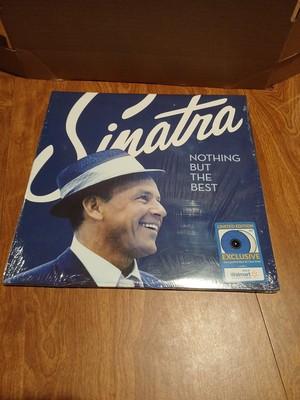 Sinatra
NOTHING
BUT
THE
BEST
LIMITED EDITION
EXCLUSIVE
Walmart